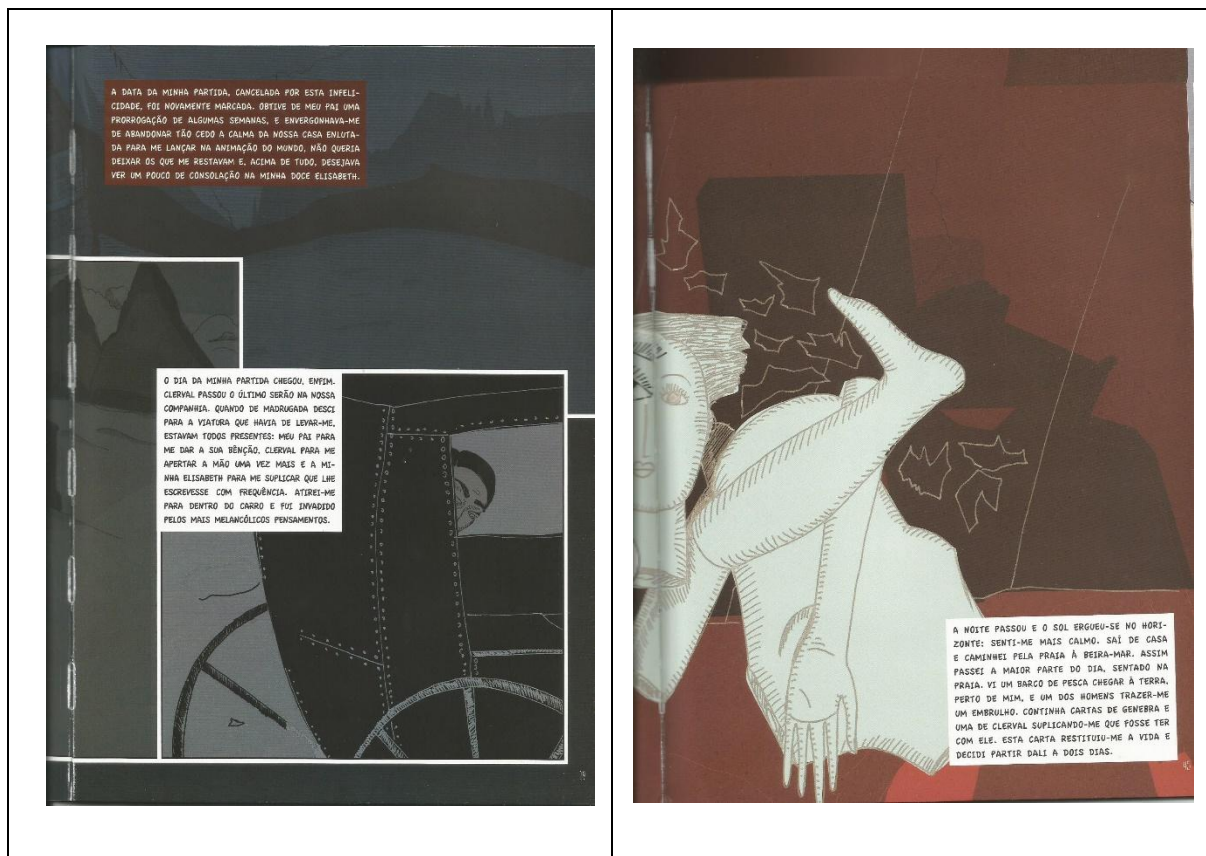 A DATA DA MINHA PARTIDA, CANCELADA POR ESTA INFELI-
CIDADE, FOI NOVAMENTE MARCADA. OBTIVE DE MEU PAI UMA
PRORROGAÇÃO DE ALGUMAS SEMANAS, E ENVERGONHAVA-ME
DE ABANDONAR TÃO CEDO A CALMA DA NOSSA CASA ENLUTA-
DA PARA ME LANÇAR NA ANIMAÇÃO DO MUNDO, NÃO QUERIA
DEIXAR OS QUE ME RESTAVAM E, ACIMA DE TUDO, DESEJAVA
VER UM POUCO DE CONSOLAÇÃO NA MINHA DOCE ELISABETH.
O DIA DA MINHA PARTIDA CHEGOU, ENFIM.
CLERVAL PASSOU O ÚLTIMO SERÃO NA NOSSA
COMPANHIA. QUANDO DE MADRUGADA DESCI
PARA A VIATURA QUE HAVIA DE LEVAR-ME,
ESTAVAM TODOS PRESENTES: MEU PAI PARA
ME DAR A SUA BÊNÇÃO, CLERVAL PARA ME
APERTAR A MÃO UMA VEZ MAIS E A MI-
NHA ELISABETH PARA ME SUPLICAR QUE LHE
ESCREVESSE COM FREQUÊNCIA. ATIREI-ME
PARA DENTRO DO CARRO E FUI INVADIDO
PELOS MAIS MELANCÓLICOS PENSAMENTOS.
A NOITE PASSOU E O SOL ERGUEU-SE NO HORI-
ZONTE: SENTI-ME MAIS CALMO. SAÍ DE CASA
E CAMINHEI PELA PRAIA À BEIRA-MAR. ASSIM
PASSEI A MAIOR PARTE DO DIA, SENTADO NA
PRAIA. VI UM BARCO DE PESCA CHEGAR À TERRA,
PERTO DE MIM, E UM DOS HOMENS TRAZER-ME
UM EMBRULHO. CONTINHA CARTAS DE GENEBRA E
UMA DE CLERVAL SUPLICANDO-ME QUE FOSSE TER
COM ELE. ESTA CARTA RESTITUIU-ME A VIDA E
DECIDI PARTIR DALI A DOIS DIAS.